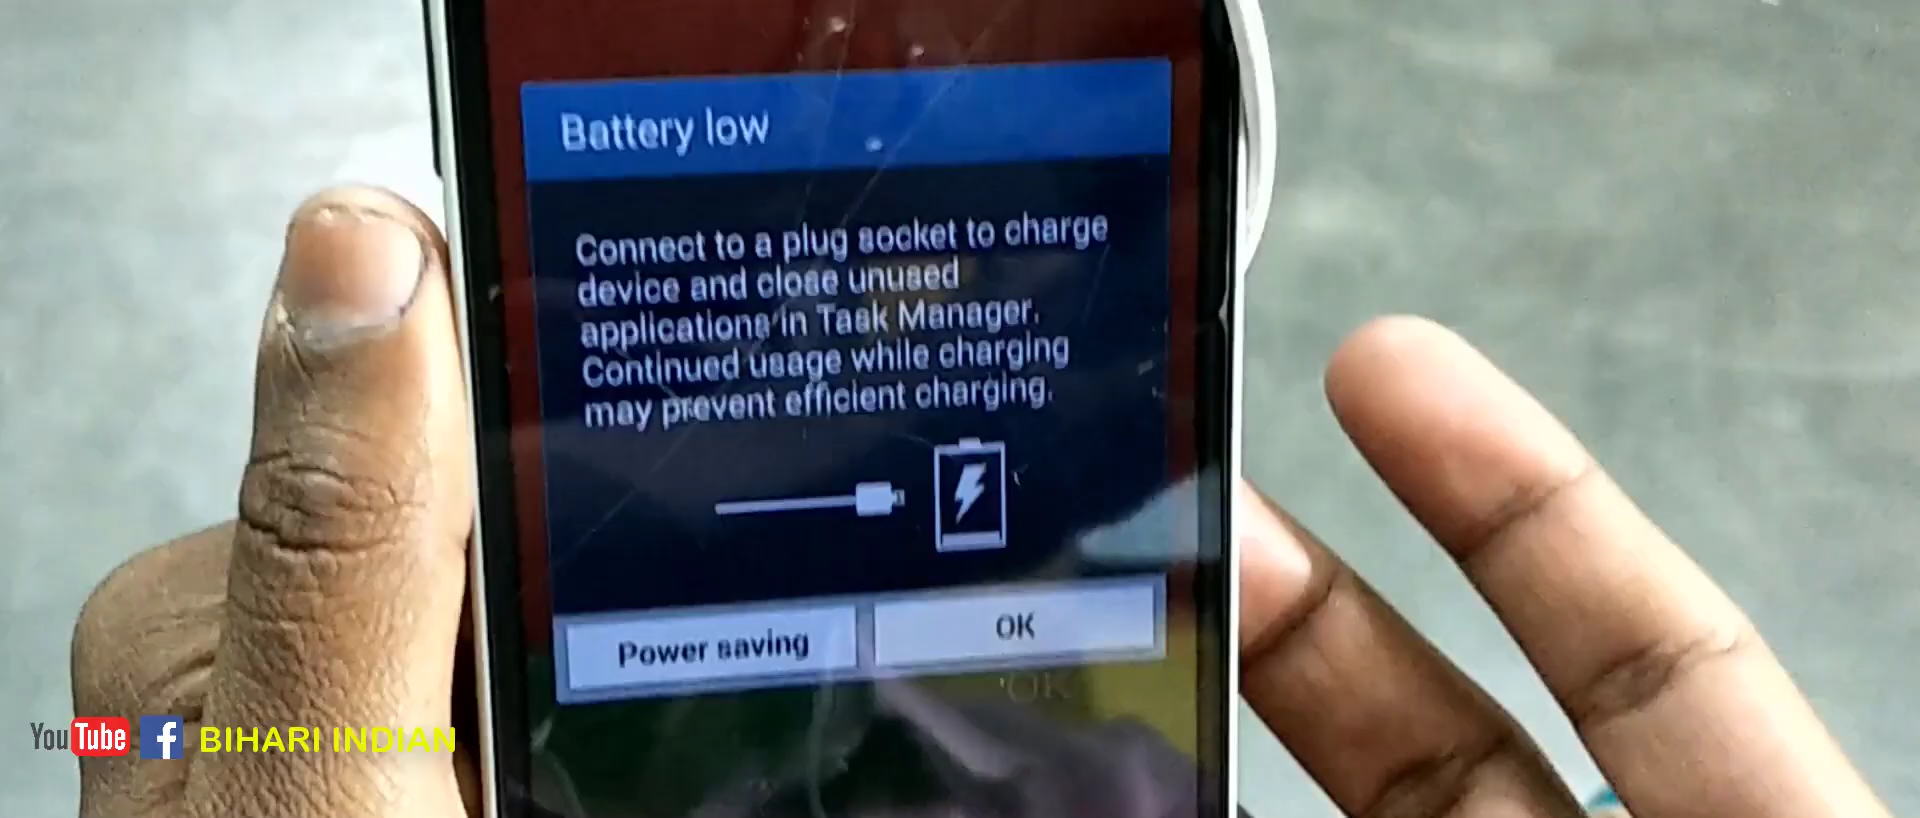 Battery low
Connect to a plug socket to charge
device and close unused
applications in Task Manager.
Continued usage while charging
may prevent efficient charging.
Power saving
OK
OK
YouTube f BIHARI INDIAN